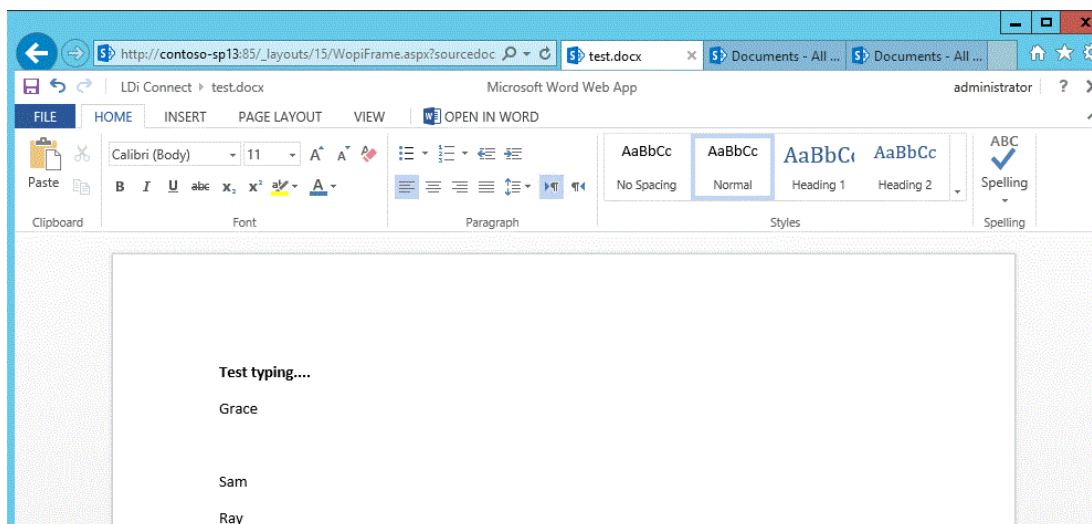 http://contoso-sp13:85/_layouts/15/WopiFrame.aspx?sourcedoc test.docx Documents - All ... Documents - All ...
LDi Connect test.docx Microsoft Word Web App administrator ?
FILE HOME INSERT PAGE LAYOUT VIEW OPEN IN WORD
Paste Calibri (Body) 11 AaBbCc AaBbCc AaBbC AaBbCc ABC
B I U abc x₂ x² ab A No Spacing Normal Heading 1 Heading 2 Spelling
Clipboard Font Paragraph Styles Spelling
Test typing....
Grace
Sam
Ray